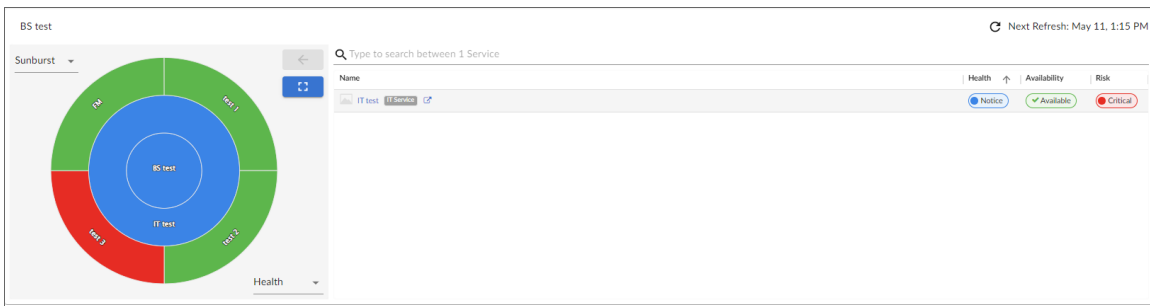 BS test
Next Refresh: May 11, 1:15 PM
Sunburst
RM
test 1
BS test
IT test
test 3
test 2
Health
Type to search between 1 Service
Name
Health
Availability
Risk
IT test
IT Service
Notice
Available
Critical